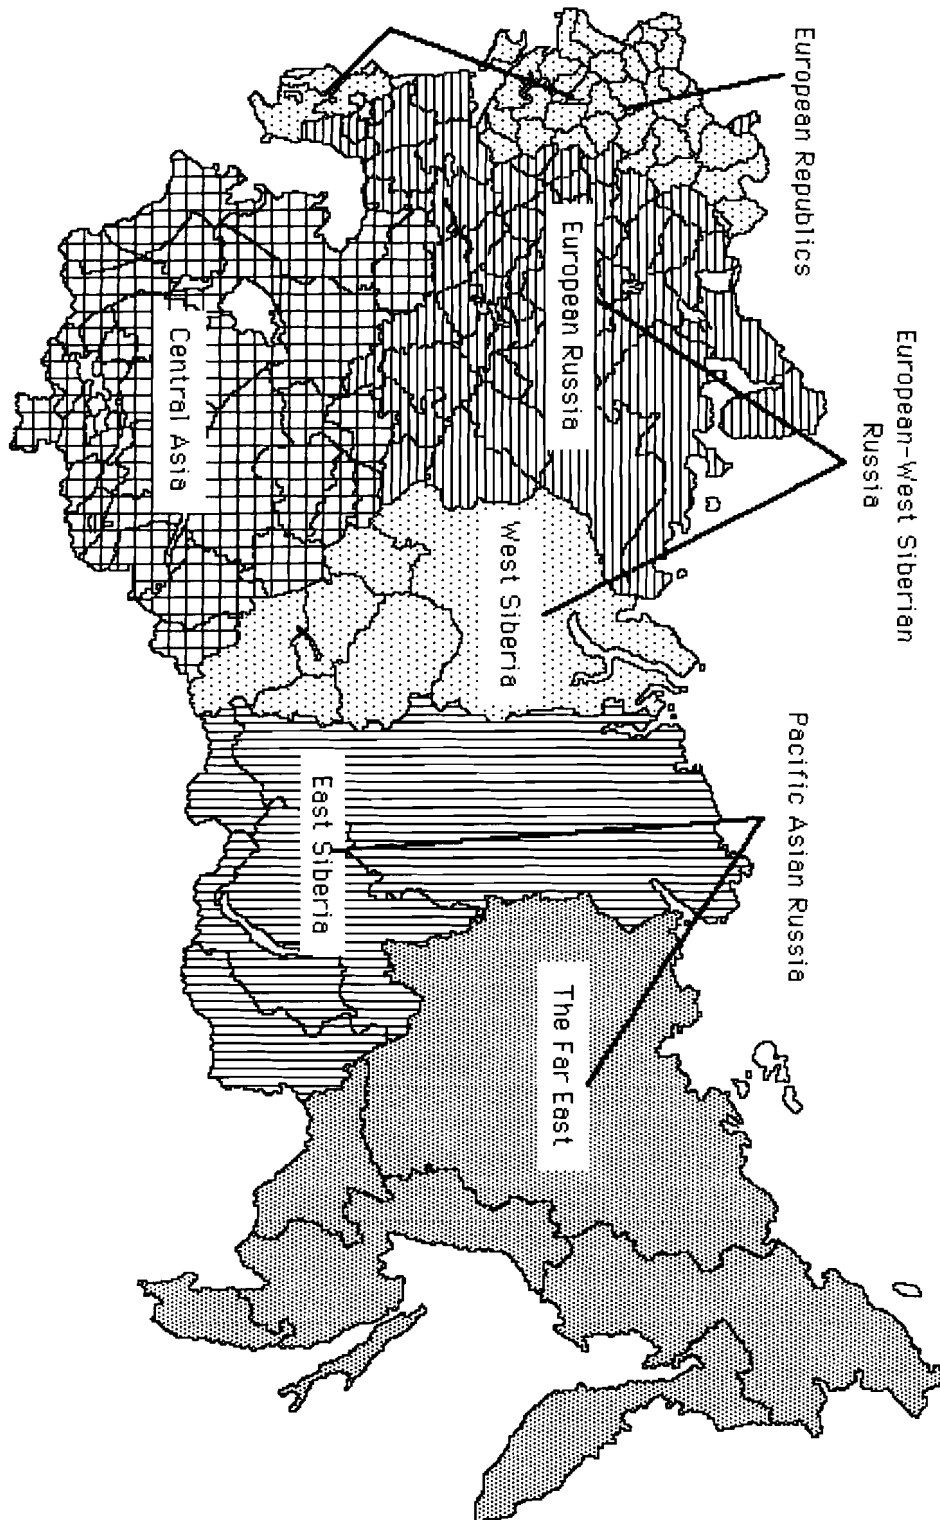 European Republics
European-West Siberian
Russia
Pacific Asian Russia
European Russia
West Siberia
The Far East
East Siberia
Central Asia